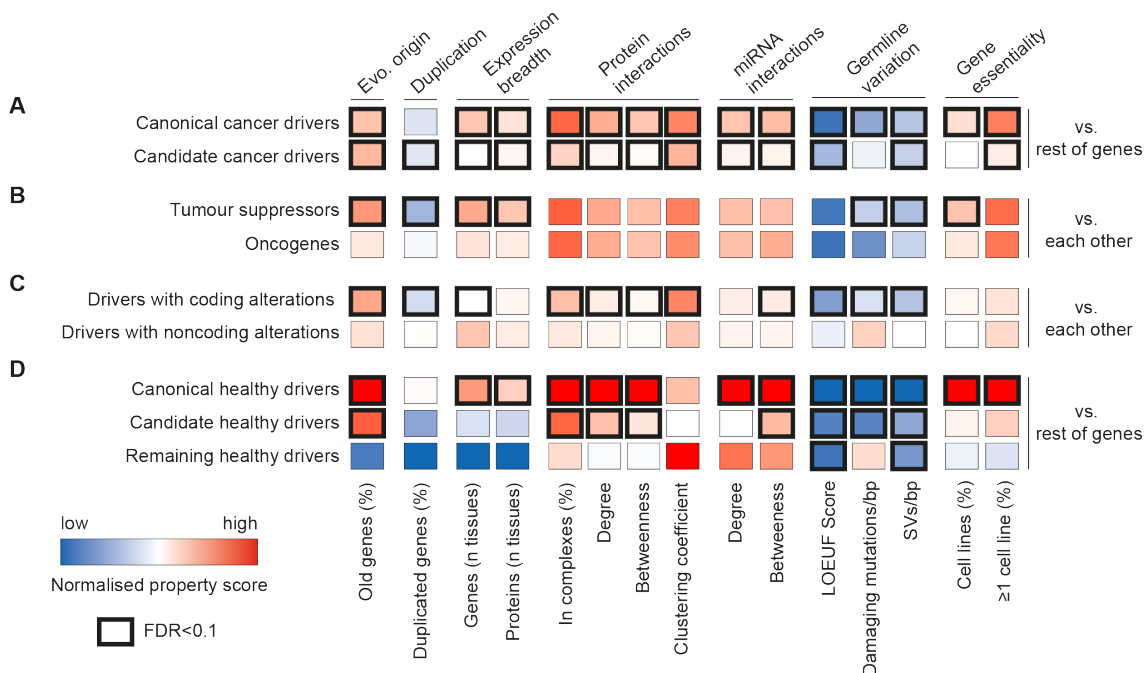 Evo. origin
Duplication
Expression
breadth
Protein
interactions
miRNA
interactions
Germline
variation
Gene
essentiality
A
Canonical cancer drivers
Candidate cancer drivers
vs.
rest of genes
B
Tumour suppressors
Oncogenes
vs.
each other
C
Drivers with coding alterations
Drivers with noncoding alterations
vs.
each other
D
Canonical healthy drivers
Candidate healthy drivers
Remaining healthy drivers
vs.
rest of genes
Old genes (%)
Duplicated genes (%)
Genes (n tissues)
Proteins (n tissues)
In complexes (%)
Degree
Betweenness
Clustering coefficient
Degree
Betweeness
LOEUF Score
Damaging mutations/bp
SVs/bp
Cell lines (%)
≥1 cell line (%)
low high
Normalised property score
FDR<0.1